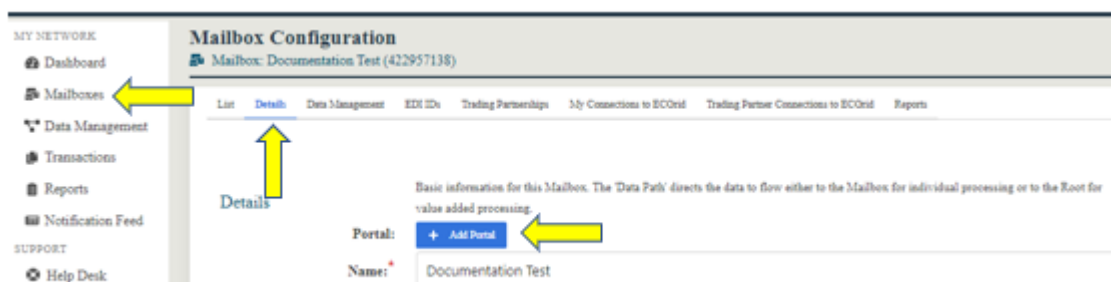 MY NETWORK
Dashboard
Mailboxes
Data Management
Transactions
Reports
Notification Feed
SUPPORT
Help Desk
Mailbox Configuration
Mailbox: Documentation Test (422957138)
List Details Data Management EDI IDs Trading Partnerships My Connections to ECGrid Trading Partner Connections to ECGrid Reports
Details
Basic information for this Mailbox. The 'Data Path' directs the data to flow either to the Mailbox for individual processing or to the Root for
value added processing.
Portal: + Add Portal
Name:* Documentation Test